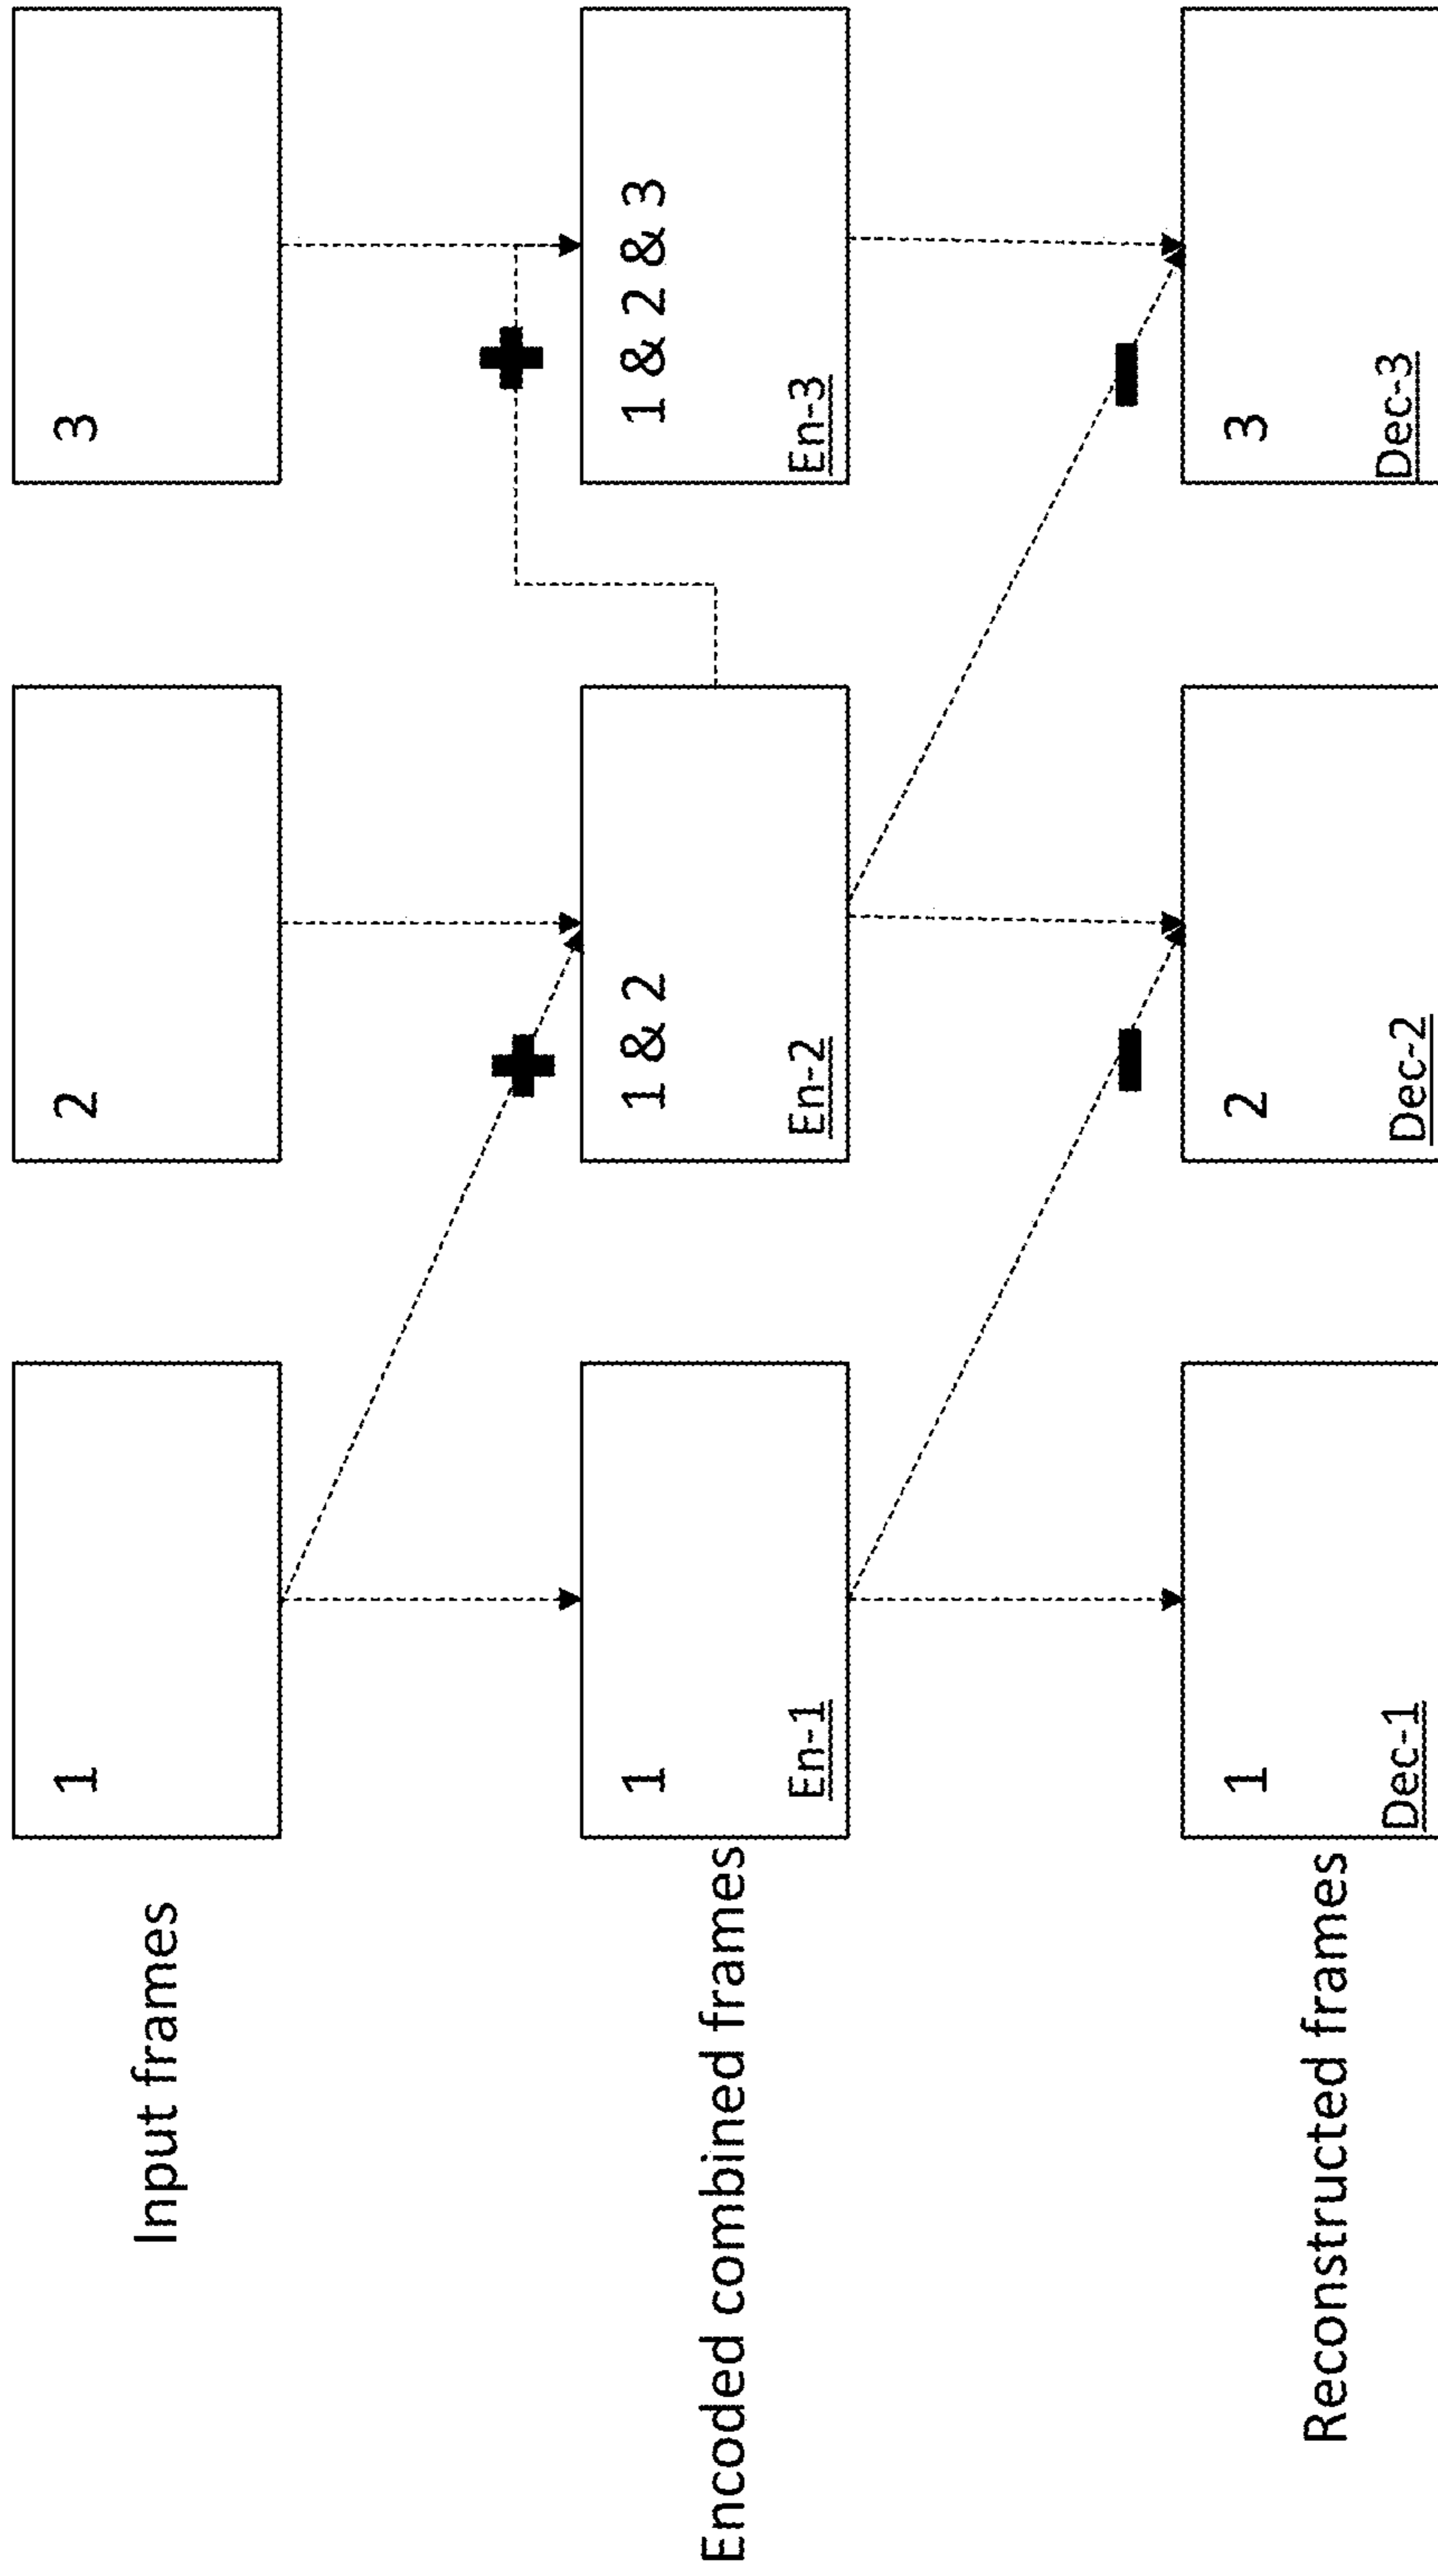 Input frames
1
2
3
Encoded combined frames
1
En-1
1 & 2
En-2
1 & 2 & 3
En-3
Reconstructed frames
1
Dec-1
2
Dec-2
3
Dec-3